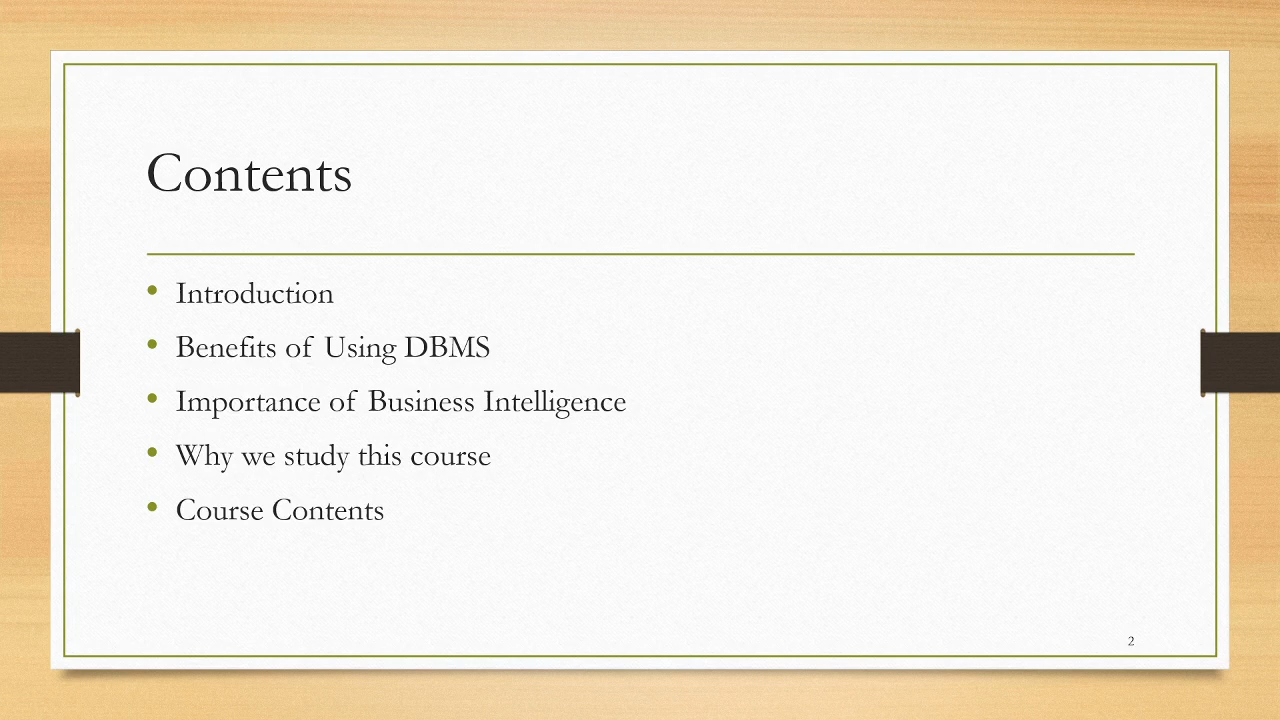 Contents
• Introduction
• Benefits of Using DBMS
• Importance of Business Intelligence
• Why we study this course
• Course Contents
2